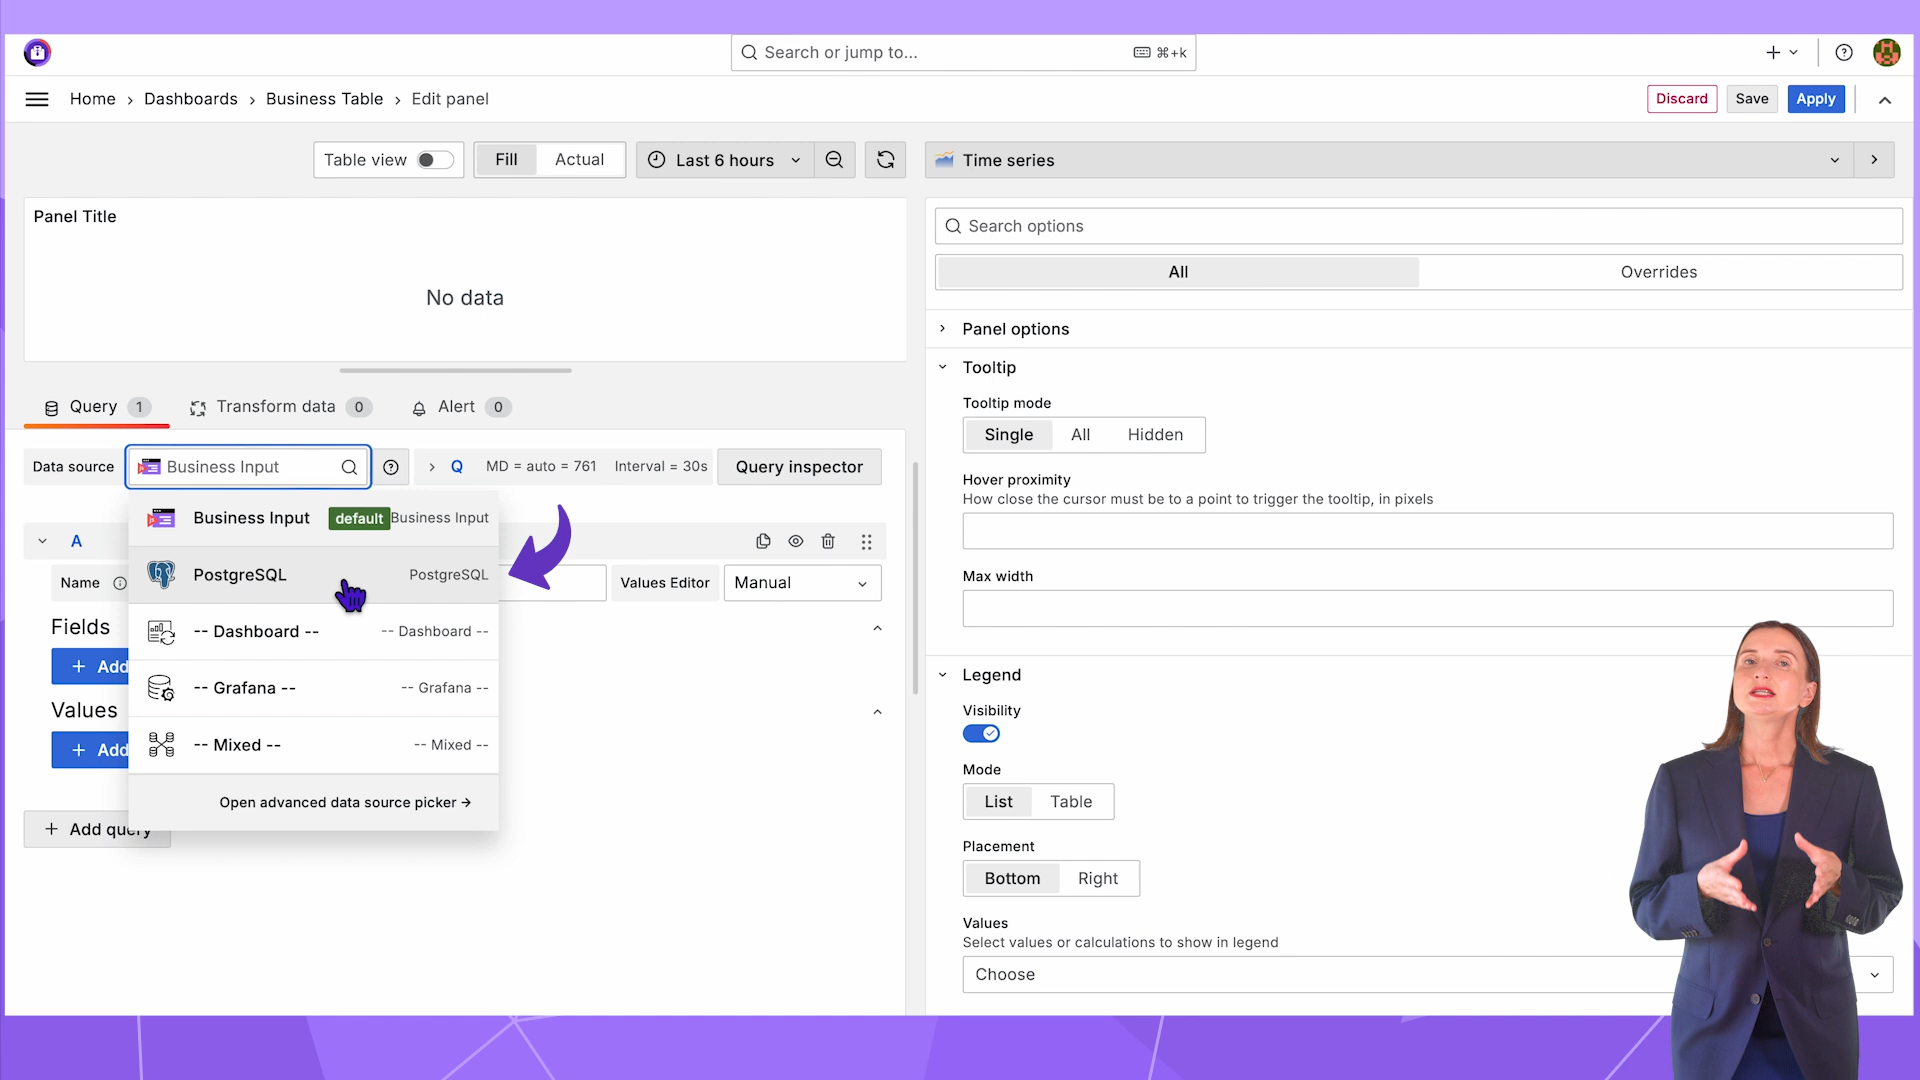 Search or jump to...
⌘+k
Home › Dashboards › Business Table › Edit panel
Discard
Save
Apply
Table view
Fill
Actual
Last 6 hours
Time series
Panel Title
No data
Search options
All
Overrides
Panel options
Tooltip
Tooltip mode
Single
All
Hidden
Hover proximity
How close the cursor must be to a point to trigger the tooltip, in pixels
Max width
Legend
Visibility
Mode
List
Table
Placement
Bottom
Right
Values
Select values or calculations to show in legend
Choose
Query 1
Transform data 0
Alert 0
Data source
Business Input
Q MD = auto = 761 Interval = 30s
Query inspector
Business Input default Business Input
PostgreSQL PostgreSQL
-- Dashboard -- -- Dashboard --
-- Grafana -- -- Grafana --
-- Mixed -- -- Mixed --
Open advanced data source picker →
A
Name
Values Editor
Manual
Fields
+ Add
Values
+ Add
+ Add query